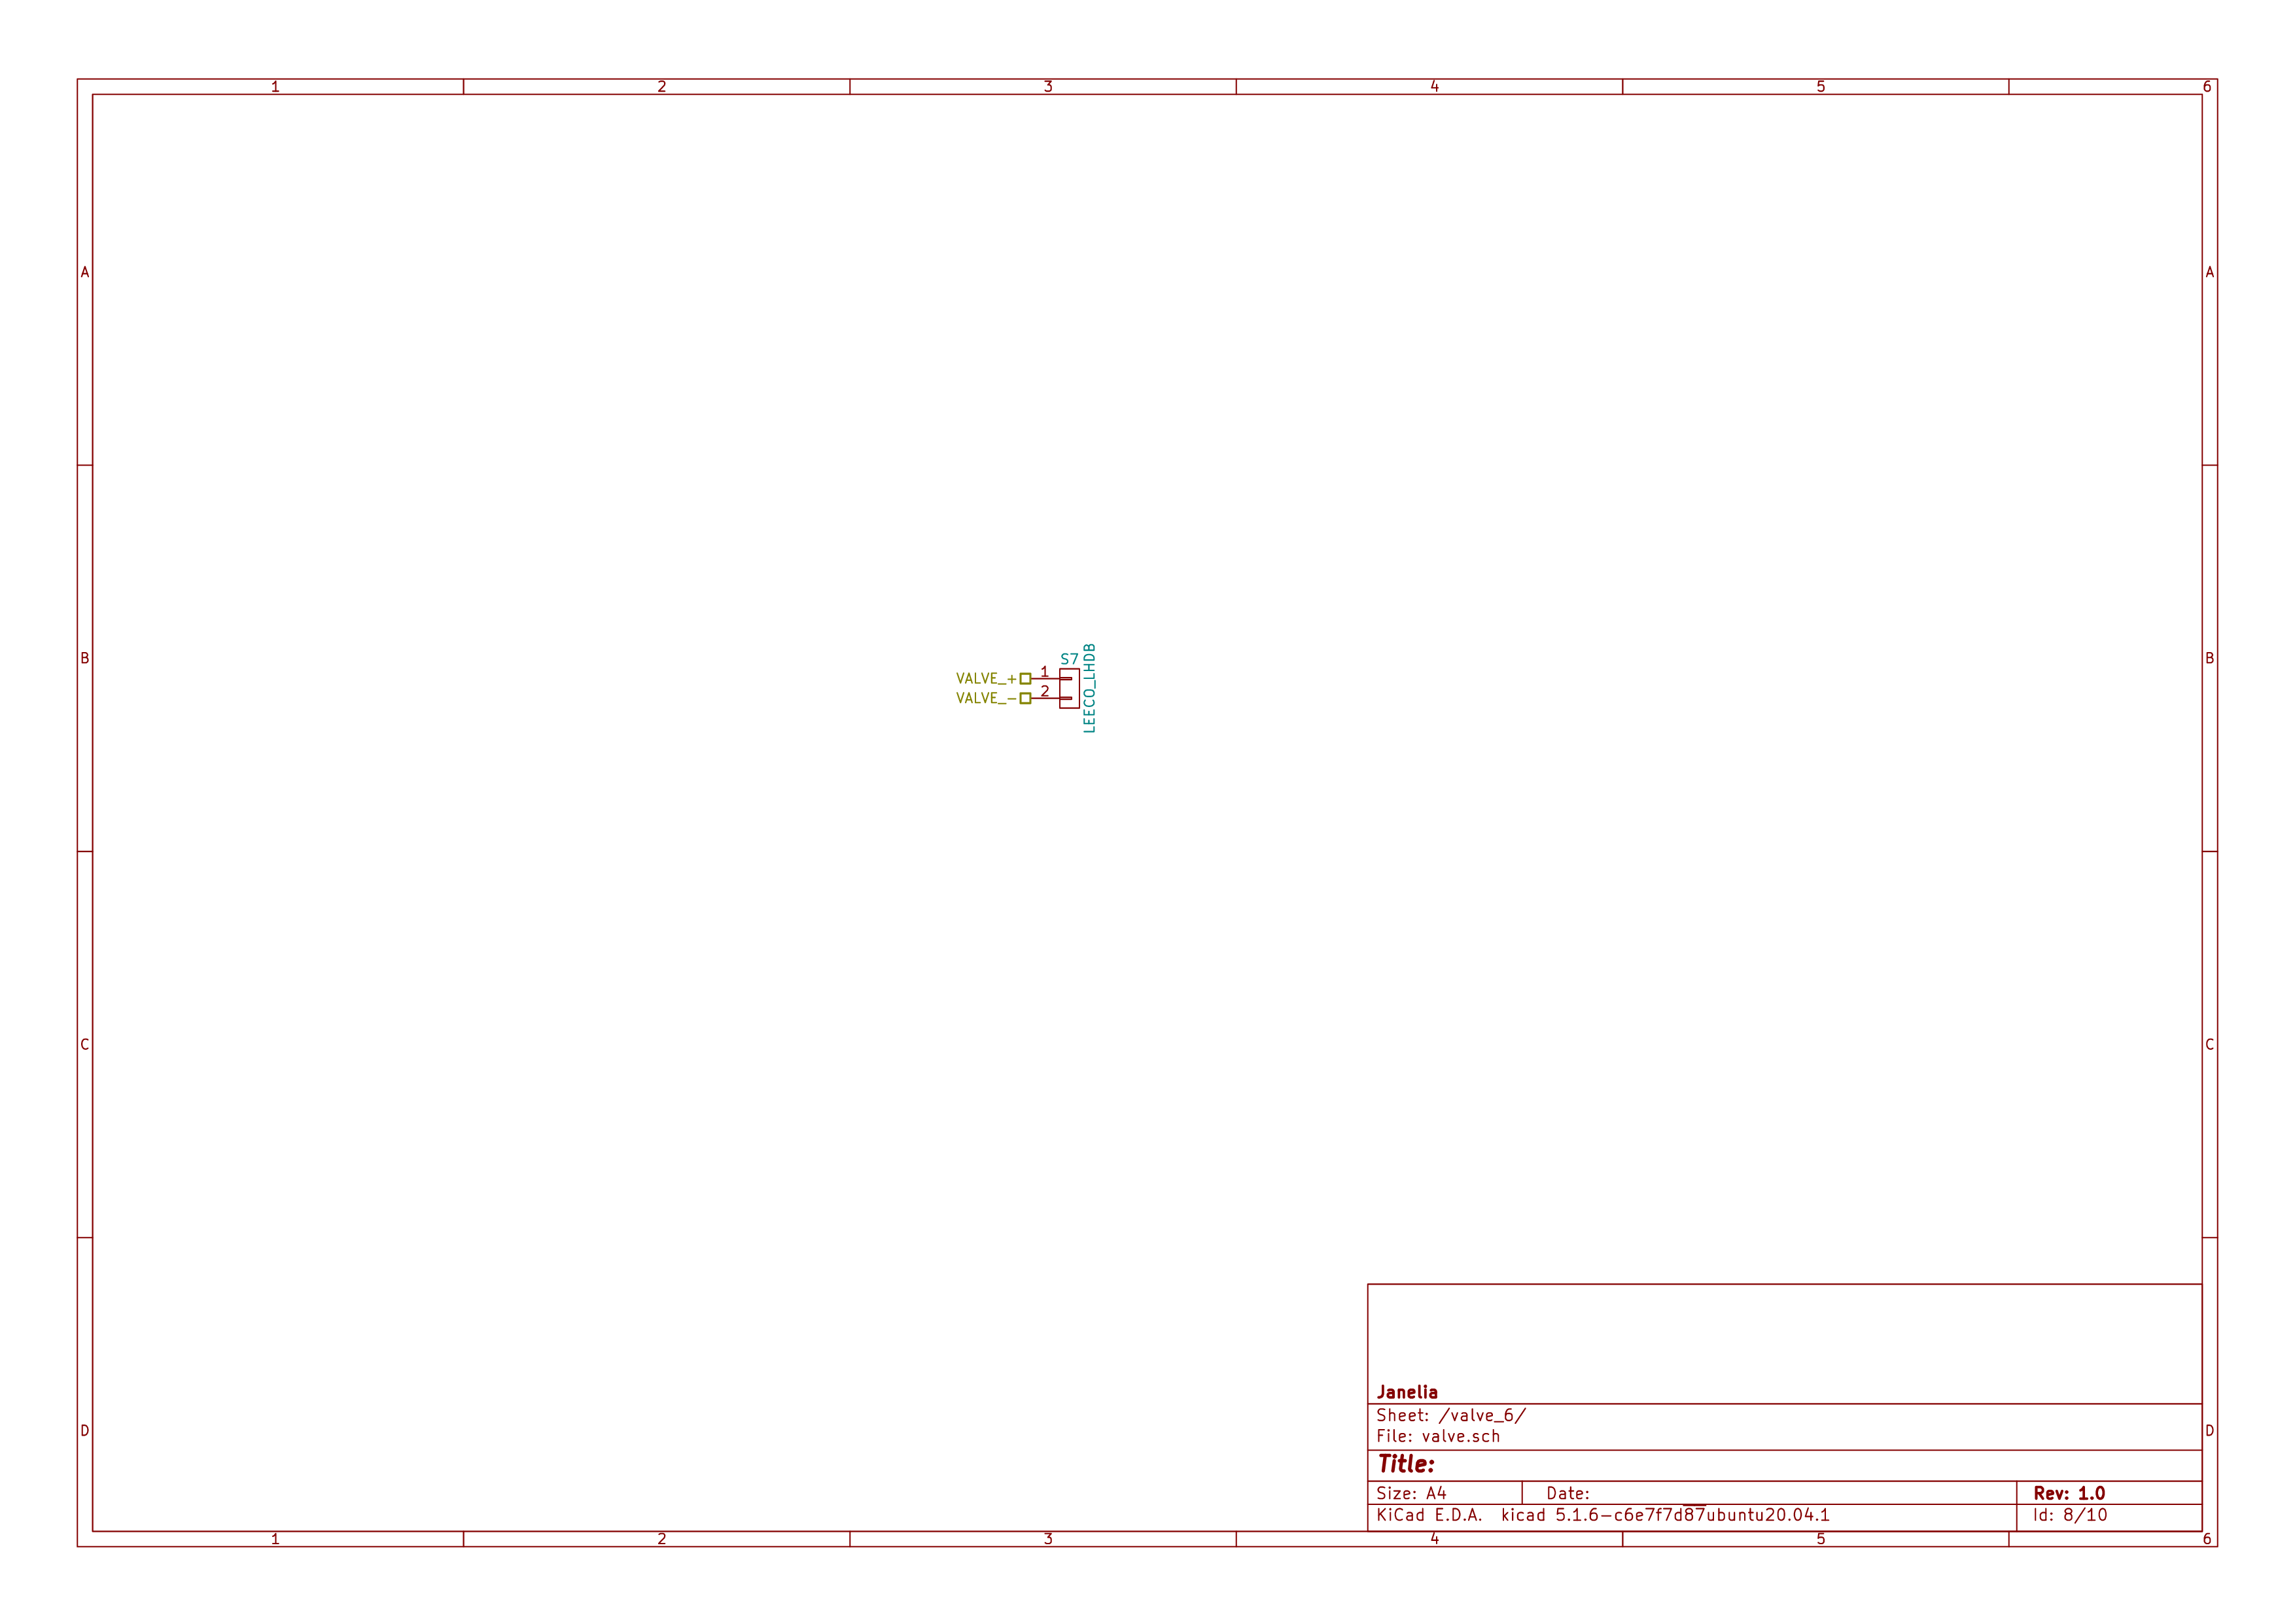 1 2 3 4 5 6
A A
S7
LEECO_LHDB
B B
VALVE_+ 1
VALVE_- 2
C C
Janelia
Sheet: /valve_6/
File: valve.sch
D D
Title:
Size: A4 Date: Rev: 1.0
KiCad E.D.A. kicad 5.1.6-c6e7f7d87ubuntu20.04.1 Id: 8/10
1 2 3 4 5 6